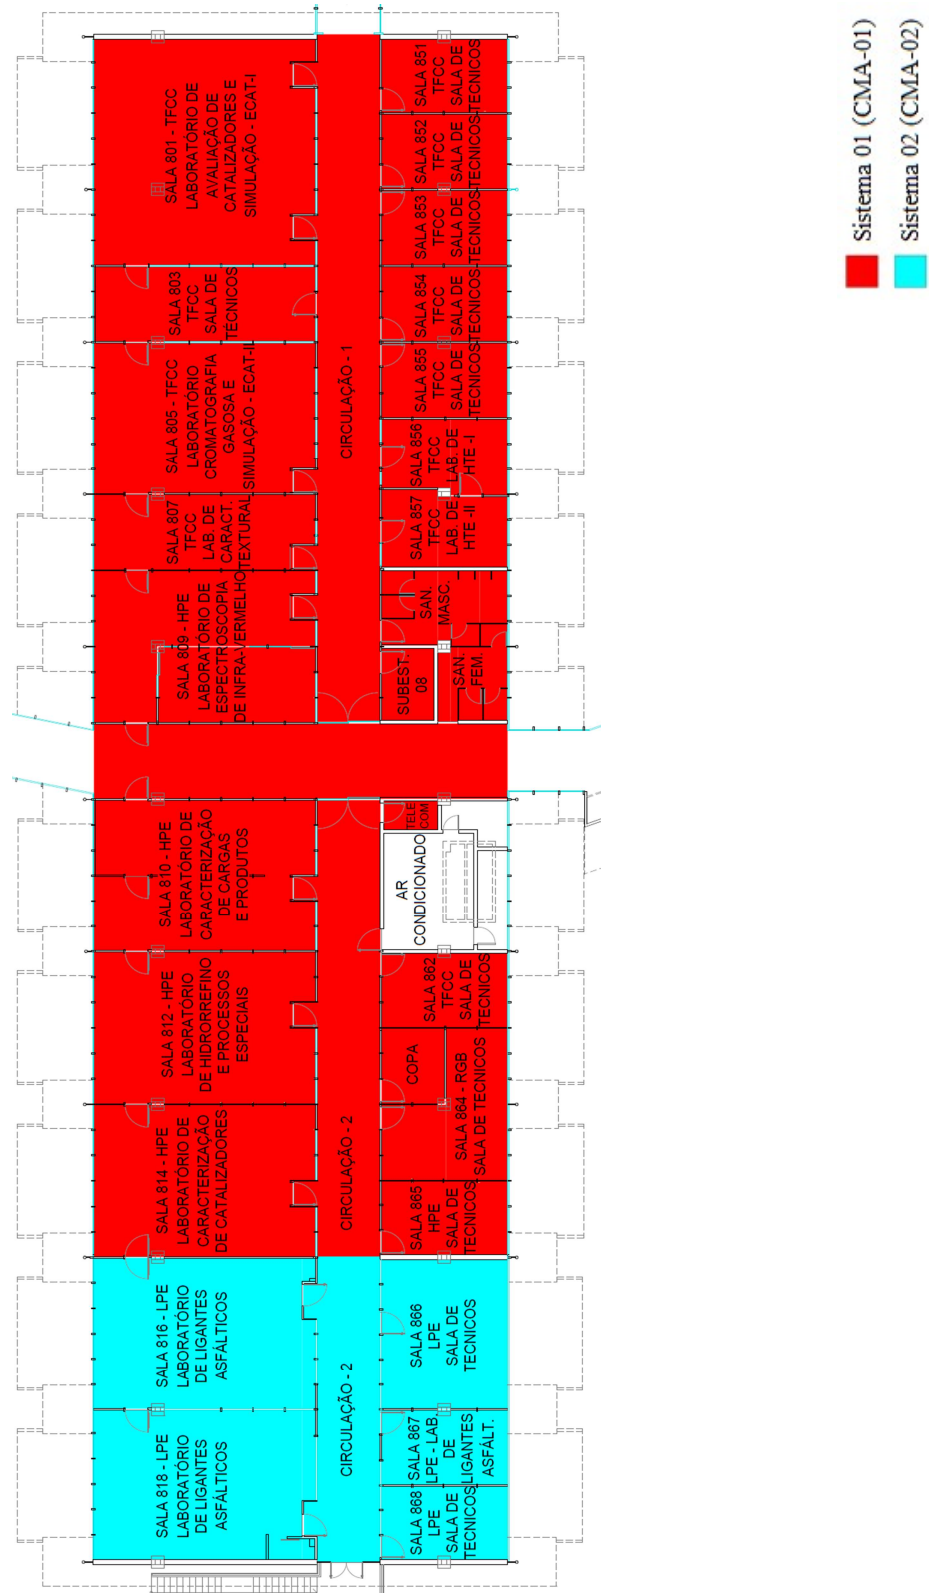 SALA 818 - LPE
LABORATÓRIO
DE LIGANTES
ASFÁLTICOS
SALA 816 - LPE
LABORATÓRIO
DE LIGANTES
ASFÁLTICOS
SALA 814 - HPE
LABORATÓRIO DE
CARACTERIZAÇÃO
DE CATALIZADORES
SALA 812 - HPE
LABORATÓRIO
DE HIDRORREFINO
E PROCESSOS
ESPECIAIS
SALA 810 - HPE
LABORATÓRIO DE
CARACTERIZAÇÃO
DE CARGAS
E PRODUTOS
SALA 809 - HPE
LABORATÓRIO DE
ESPECTROSCOPIA
DE INFRA-VERMELHO
SALA 807
TFCC
LAB. DE
CARACT.
TEXTURAL
SALA 805 - TFCC
LABORATÓRIO
CROMATOGRAFIA
GASOSA E
SIMULAÇÃO - ECAT-II
SALA 803
TFCC
SALA DE
TÉCNICOS
SALA 801 - TFCC
LABORATÓRIO DE
AVALIAÇÃO DE
CATALIZADORES E
SIMULAÇÃO - ECAT-I
CIRCULAÇÃO - 2
CIRCULAÇÃO - 2
CIRCULAÇÃO - 1
SALA 868
LPE
SALA DE
TECNICOS
SALA 867
LPE - LAB.
DE
LIGANTES
ASFÁLT.
SALA 866
LPE
SALA DE
TECNICOS
SALA 865
HPE
SALA DE
TECNICOS
SALA 864 - RGB
SALA DE TECNICOS
COPA
SALA 862
TFCC
SALA DE
TECNICOS
AR
CONDICIONADO
TELE
COM
SUBEST.
08
SAN.
FEM.
SAN.
MASC.
SALA 857
TFCC
LAB. DE
HTE -II
SALA 856
TFCC
LAB. DE
HTE -I
SALA 855
TFCC
SALA DE
TECNICOS
SALA 854
TFCC
SALA DE
TECNICOS
SALA 853
TFCC
SALA DE
TECNICOS
SALA 852
TFCC
SALA DE
TECNICOS
SALA 851
TFCC
SALA DE
TECNICOS
Sistema 01 (CMA-01)
Sistema 02 (CMA-02)